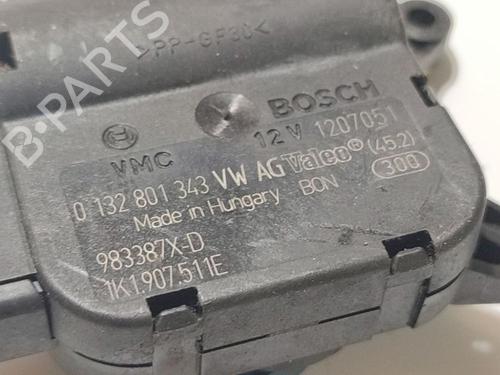 >PP-GF30<
BOSCH
VMC 12 V 1207051
0 132 801 343 VW AG Valeo® (45.2)
Made in Hungary BON 300
983387X-D
1K1.907.511E
B-Parts